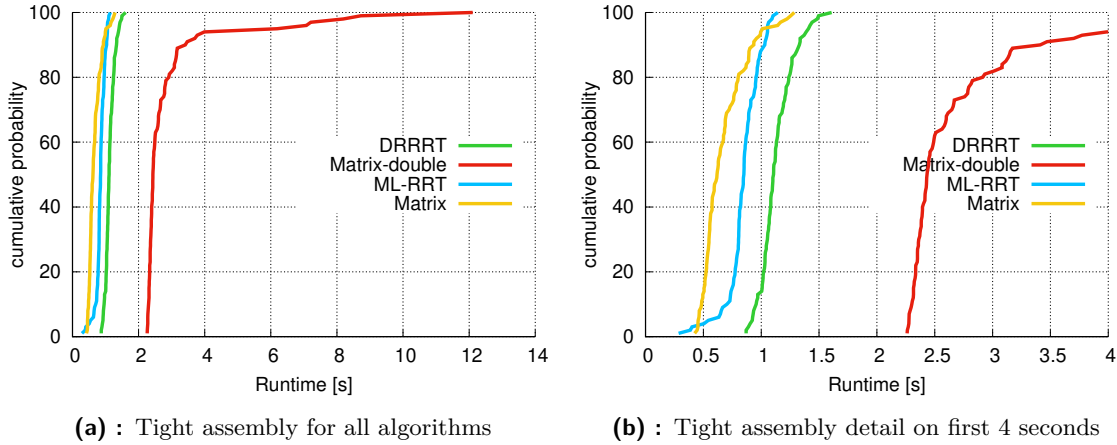 100
80
60
40
20
0
cumulative probability
DRRRT
Matrix-double
ML-RRT
Matrix
0 2 4 6 8 10 12 14
Runtime [s]
(a) : Tight assembly for all algorithms
100
80
60
40
20
0
cumulative probability
DRRRT
Matrix-double
ML-RRT
Matrix
0 0.5 1 1.5 2 2.5 3 3.5 4
Runtime [s]
(b) : Tight assembly detail on first 4 seconds